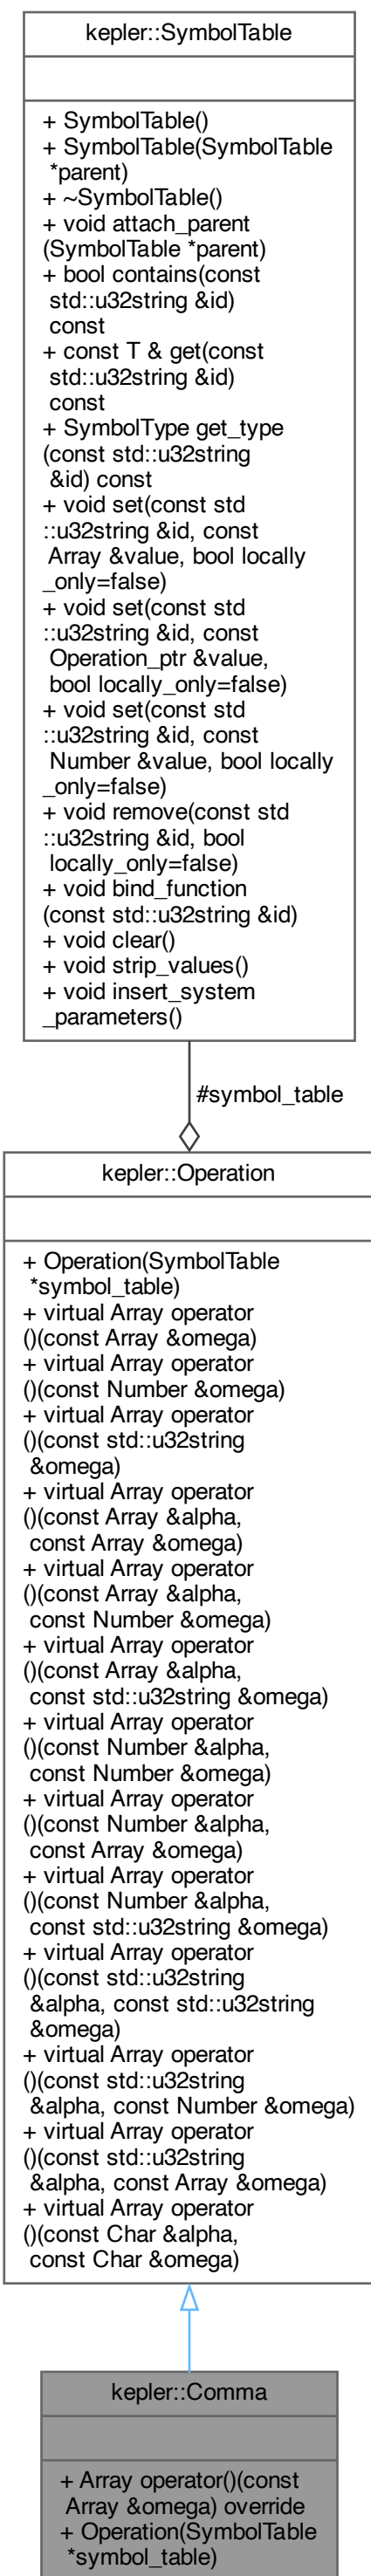 kepler::SymbolTable
+ SymbolTable()
+ SymbolTable(SymbolTable
*parent)
+ ~SymbolTable()
+ void attach_parent
(SymbolTable *parent)
+ bool contains(const
std::u32string &id)
const
+ const T & get(const
std::u32string &id)
const
+ SymbolType get_type
(const std::u32string
&id) const
+ void set(const std
::u32string &id, const
Array &value, bool locally
_only=false)
+ void set(const std
::u32string &id, const
Operation_ptr &value,
bool locally_only=false)
+ void set(const std
::u32string &id, const
Number &value, bool locally
_only=false)
+ void remove(const std
::u32string &id, bool
locally_only=false)
+ void bind_function
(const std::u32string &id)
+ void clear()
+ void strip_values()
+ void insert_system
_parameters()
#symbol_table
kepler::Operation
+ Operation(SymbolTable
*symbol_table)
+ virtual Array operator
()(const Array &omega)
+ virtual Array operator
()(const Number &omega)
+ virtual Array operator
()(const std::u32string
&omega)
+ virtual Array operator
()(const Array &alpha,
const Array &omega)
+ virtual Array operator
()(const Array &alpha,
const Number &omega)
+ virtual Array operator
()(const Array &alpha,
const std::u32string &omega)
+ virtual Array operator
()(const Number &alpha,
const Number &omega)
+ virtual Array operator
()(const Number &alpha,
const Array &omega)
+ virtual Array operator
()(const Number &alpha,
const std::u32string &omega)
+ virtual Array operator
()(const std::u32string
&alpha, const std::u32string
&omega)
+ virtual Array operator
()(const std::u32string
&alpha, const Number &omega)
+ virtual Array operator
()(const std::u32string
&alpha, const Array &omega)
+ virtual Array operator
()(const Char &alpha,
const Char &omega)
kepler::Comma
+ Array operator()(const
Array &omega) override
+ Operation(SymbolTable
*symbol_table)